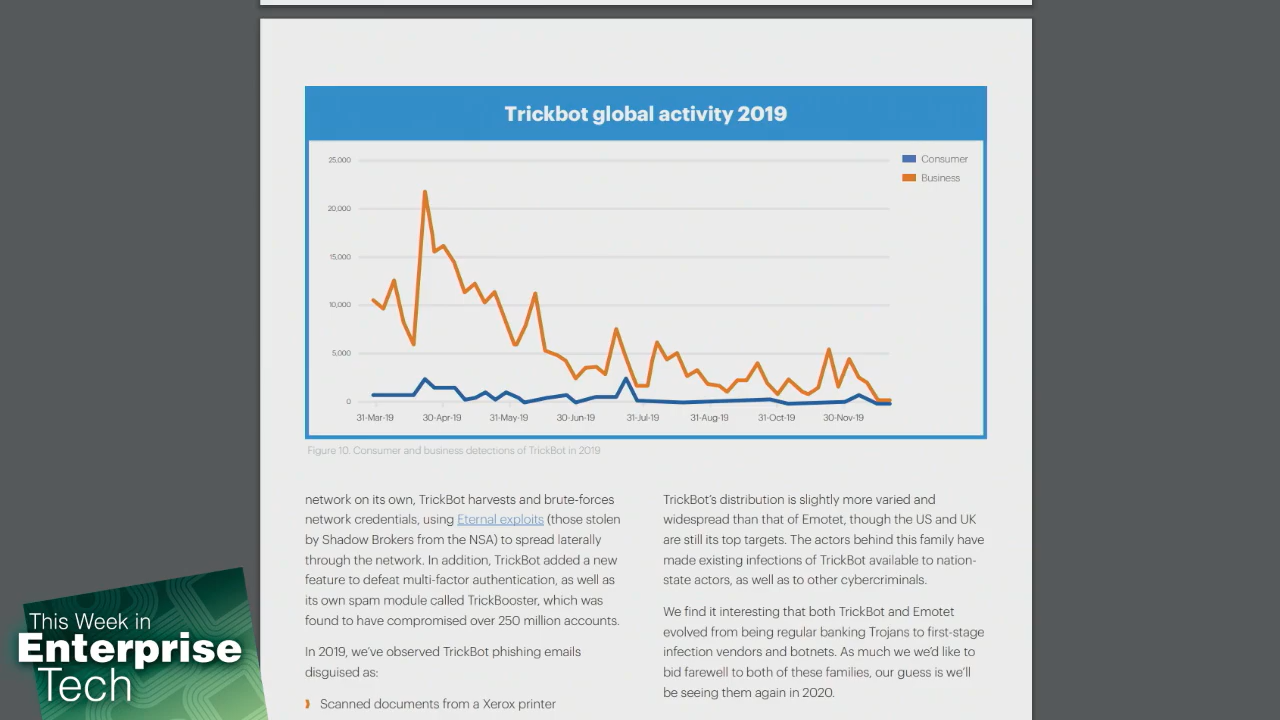 Trickbot global activity 2019
25,000
20,000
15,000
10,000
5,000
0
Consumer
Business
31-Mar-19 30-Apr-19 31-May-19 30-Jun-19 31-Jul-19 31-Aug-19 31-Oct-19 30-Nov-19
Figure 10. Consumer and business detections of TrickBot in 2019
network on its own, TrickBot harvests and brute-forces
network credentials, using Eternal exploits (those stolen
by Shadow Brokers from the NSA) to spread laterally
through the network. In addition, TrickBot added a new
feature to defeat multi-factor authentication, as well as
its own spam module called TrickBooster, which was
found to have compromised over 250 million accounts.
In 2019, we've observed TrickBot phishing emails
disguised as:
Scanned documents from a Xerox printer
TrickBot's distribution is slightly more varied and
widespread than that of Emotet, though the US and UK
are still its top targets. The actors behind this family have
made existing infections of TrickBot available to nation-
state actors, as well as to other cybercriminals.
We find it interesting that both TrickBot and Emotet
evolved from being regular banking Trojans to first-stage
infection vendors and botnets. As much we we'd like to
bid farewell to both of these families, our guess is we'll
be seeing them again in 2020.
This Week in
Enterprise
Tech